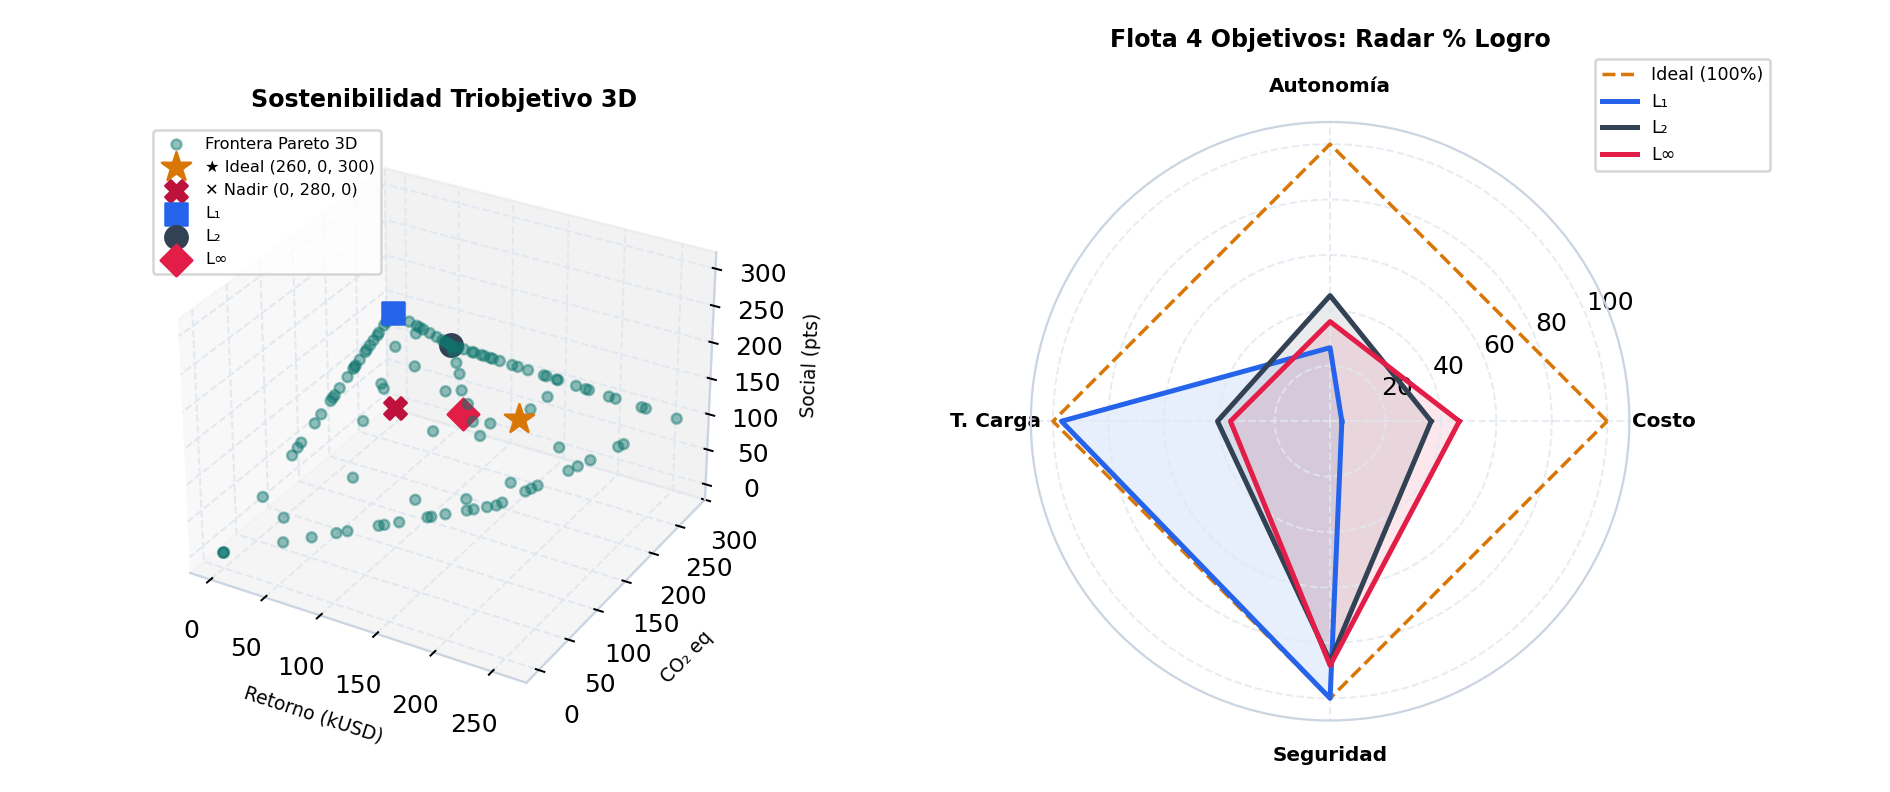 Sostenibilidad Triobjetivo 3D
Frontera Pareto 3D
★ Ideal (260, 0, 300)
✕ Nadir (0, 280, 0)
L₁
L₂
L∞
300
250
200
150
100
50
0
Social (pts)
0
50
100
150
200
250
Retorno (kUSD)
0
50
100
150
200
250
300
CO₂ eq
Flota 4 Objetivos: Radar % Logro
Ideal (100%)
L₁
L₂
L∞
Autonomía
T. Carga
Costo
Seguridad
20
40
60
80
100